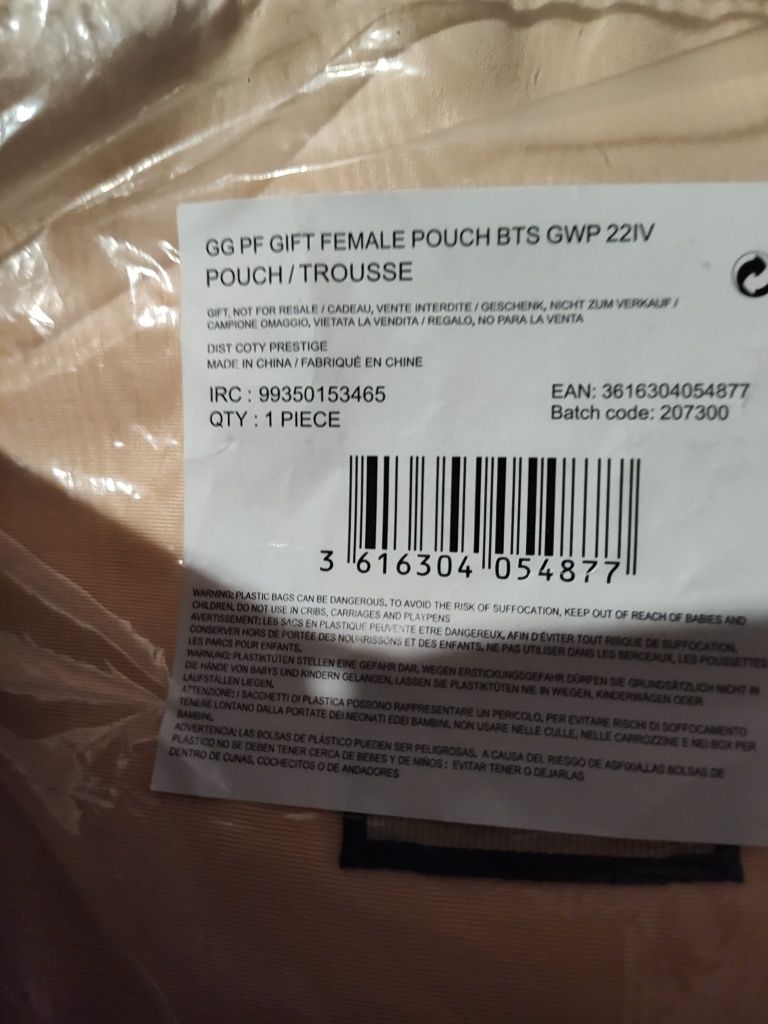 GG PF GIFT FEMALE POUCH BTS GWP 22IV
POUCH / TROUSSE
GIFT, NOT FOR RESALE / CADEAU, VENTE INTERDITE / GESCHENK, NICHT ZUM VERKAUF /
CAMPIONE OMAGGIO, VIETATA LA VENDITA / REGALO, NO PARA LA VENTA
DIST COTY PRESTIGE
MADE IN CHINA / FABRIQUÉ EN CHINE
IRC : 99350153465
EAN: 3616304054877
QTY : 1 PIECE
Batch code: 207300
3 616304 054877
WARNING: PLASTIC BAGS CAN BE DANGEROUS. TO AVOID THE RISK OF SUFFOCATION, KEEP OUT OF REACH OF BABIES AND
CHILDREN. DO NOT USE IN CRIBS, CARRIAGES AND PLAYPENS
AVERTISSEMENT: LES SACS EN PLASTIQUE PEUVENTE ETRE DANGEREUX. AFIN D'ÉVITER TOUT RISQUE DE SUFFOCATION,
CONSERVER HORS DE PORTÉE DES NOURRISSONS ET DES ENFANTS. NE PAS UTILISER DANS LES BERCEAUX, LES POUSSETTES
LES PARCS POUR ENFANTS.
WARNUNG: PLASTIKTÜTEN STELLEN EINE GEFAHR DAR. WEGEN ERSTICKUNGSGEFAHR DÜRFEN SIE GRUNDSÄTZLICH NICHT IN
DIE HÄNDE VON BABYS UND KINDERN GELANGEN. LASSEN SIE PLASTIKTÜTEN NIE IN WIEGEN, KINDERWÄGEN ODER
LAUFSTÄLLEN LIEGEN.
ATTENZIONE: I SACCHETTI DI PLASTICA POSSONO RAPPRESENTARE UN PERICOLO. PER EVITARE RISCHI DI SOFFOCAMENTO
TENERE LONTANO DALLA PORTATE DEI NEONATI EDEI BAMBINI. NON USARE NELLE CULLE, NELLE CARROZZINE E NEI BOX PER
BAMBINI.
ADVERTENCIA: LAS BOLSAS DE PLÁSTICO PUEDEN SER PELIGROSAS. A CAUSA DEL RIESGO DE ASFIXIA,LAS BOLSAS DE
PLÁSTICO NO SE DEBEN TENER CERCA DE BEBES Y DE NIÑOS : EVITAR TENER O DEJARLAS
DENTRO DE CUNAS, COCHECITOS O DE ANDADORES